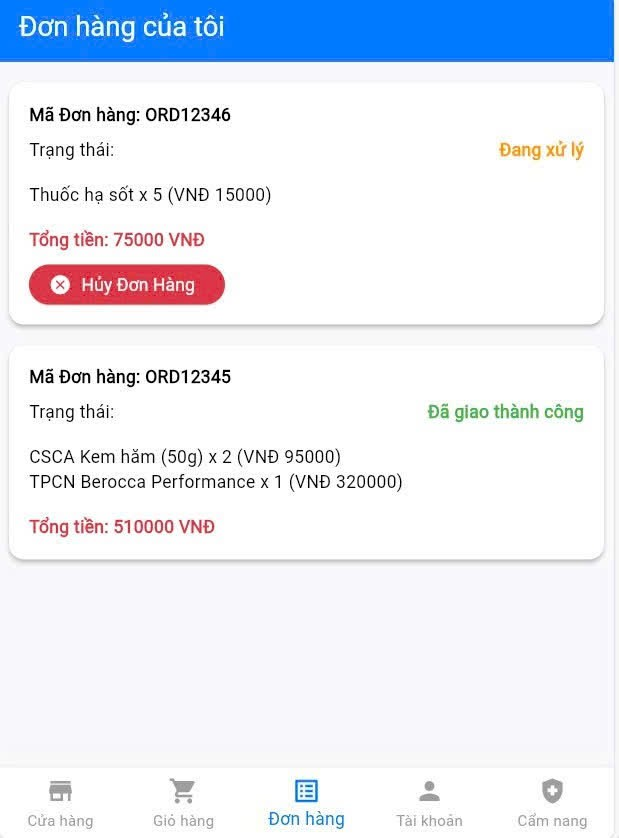 Đơn hàng của tôi
Mã Đơn hàng: ORD12346
Trạng thái: Đang xử lý
Thuốc hạ sốt x 5 (VNĐ 15000)
Tổng tiền: 75000 VNĐ
Hủy Đơn Hàng
Mã Đơn hàng: ORD12345
Trạng thái: Đã giao thành công
CSCA Kem hăm (50g) x 2 (VNĐ 95000)
TPCN Berocca Performance x 1 (VNĐ 320000)
Tổng tiền: 510000 VNĐ
Cửa hàng Giỏ hàng Đơn hàng Tài khoản Cẩm nang